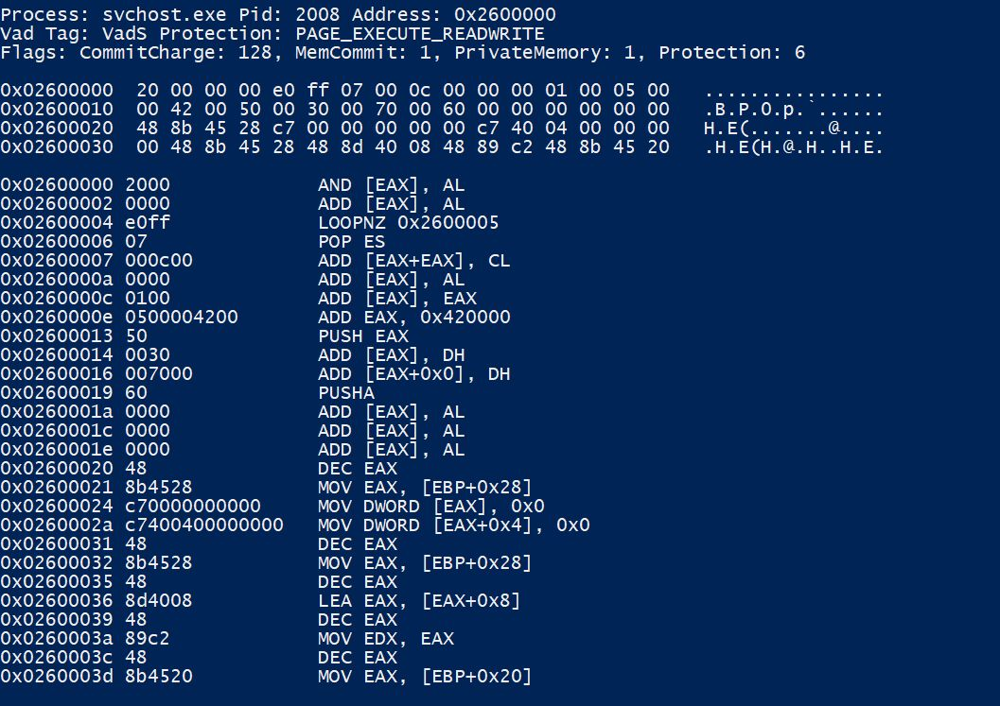 Process: svchost.exe Pid: 2008 Address: 0x2600000
Vad Tag: VadS Protection: PAGE_EXECUTE_READWRITE
Flags: CommitCharge: 128, MemCommit: 1, PrivateMemory: 1, Protection: 6
0x02600000  20 00 00 00 e0 ff 07 00 0c 00 00 00 01 00 05 00   ................
0x02600010  00 42 00 50 00 30 00 70 00 60 00 00 00 00 00 00   .B.P.0.p.`......
0x02600020  48 8b 45 28 c7 00 00 00 00 00 c7 40 04 00 00 00   H.E(.......@....
0x02600030  00 48 8b 45 28 48 8d 40 08 48 89 c2 48 8b 45 20   .H.E(H.@.H..H.E.
0x02600000 2000             AND [EAX], AL
0x02600002 0000             ADD [EAX], AL
0x02600004 e0ff             LOOPNZ 0x2600005
0x02600006 07               POP ES
0x02600007 000c00           ADD [EAX+EAX], CL
0x0260000a 0000             ADD [EAX], AL
0x0260000c 0100             ADD [EAX], EAX
0x0260000e 0500004200       ADD EAX, 0x420000
0x02600013 50               PUSH EAX
0x02600014 0030             ADD [EAX], DH
0x02600016 007000           ADD [EAX+0x0], DH
0x02600019 60               PUSHA
0x0260001a 0000             ADD [EAX], AL
0x0260001c 0000             ADD [EAX], AL
0x0260001e 0000             ADD [EAX], AL
0x02600020 48               DEC EAX
0x02600021 8b4528           MOV EAX, [EBP+0x28]
0x02600024 c70000000000     MOV DWORD [EAX], 0x0
0x0260002a c7400400000000   MOV DWORD [EAX+0x4], 0x0
0x02600031 48               DEC EAX
0x02600032 8b4528           MOV EAX, [EBP+0x28]
0x02600035 48               DEC EAX
0x02600036 8d4008           LEA EAX, [EAX+0x8]
0x02600039 48               DEC EAX
0x0260003a 89c2             MOV EDX, EAX
0x0260003c 48               DEC EAX
0x0260003d 8b4520           MOV EAX, [EBP+0x20]